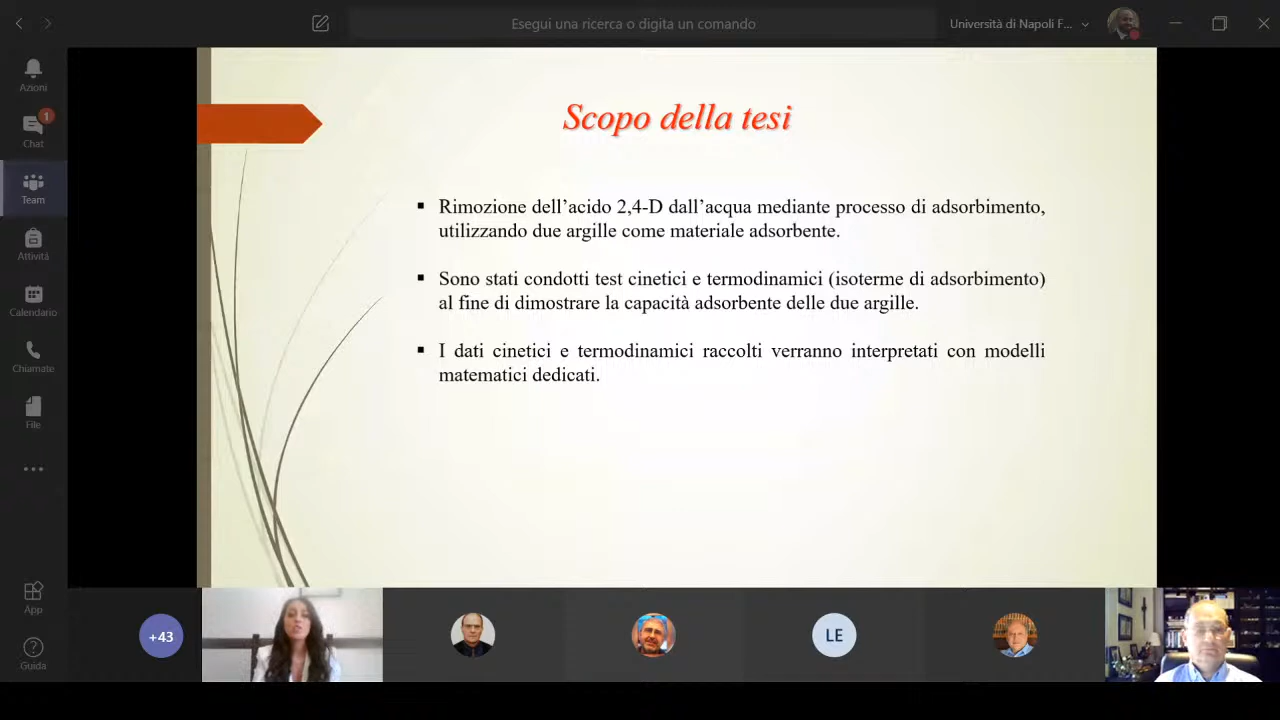 Esegui una ricerca o digita un comando
Università di Napoli F...
Azioni
1
Chat
Team
Attività
Calendario
Chiamate
File
App
Guida
Scopo della tesi
▪ Rimozione dell’acido 2,4-D dall’acqua mediante processo di adsorbimento,
utilizzando due argille come materiale adsorbente.
▪ Sono stati condotti test cinetici e termodinamici (isoterme di adsorbimento)
al fine di dimostrare la capacità adsorbente delle due argille.
▪ I dati cinetici e termodinamici raccolti verranno interpretati con modelli
matematici dedicati.
+43
LE